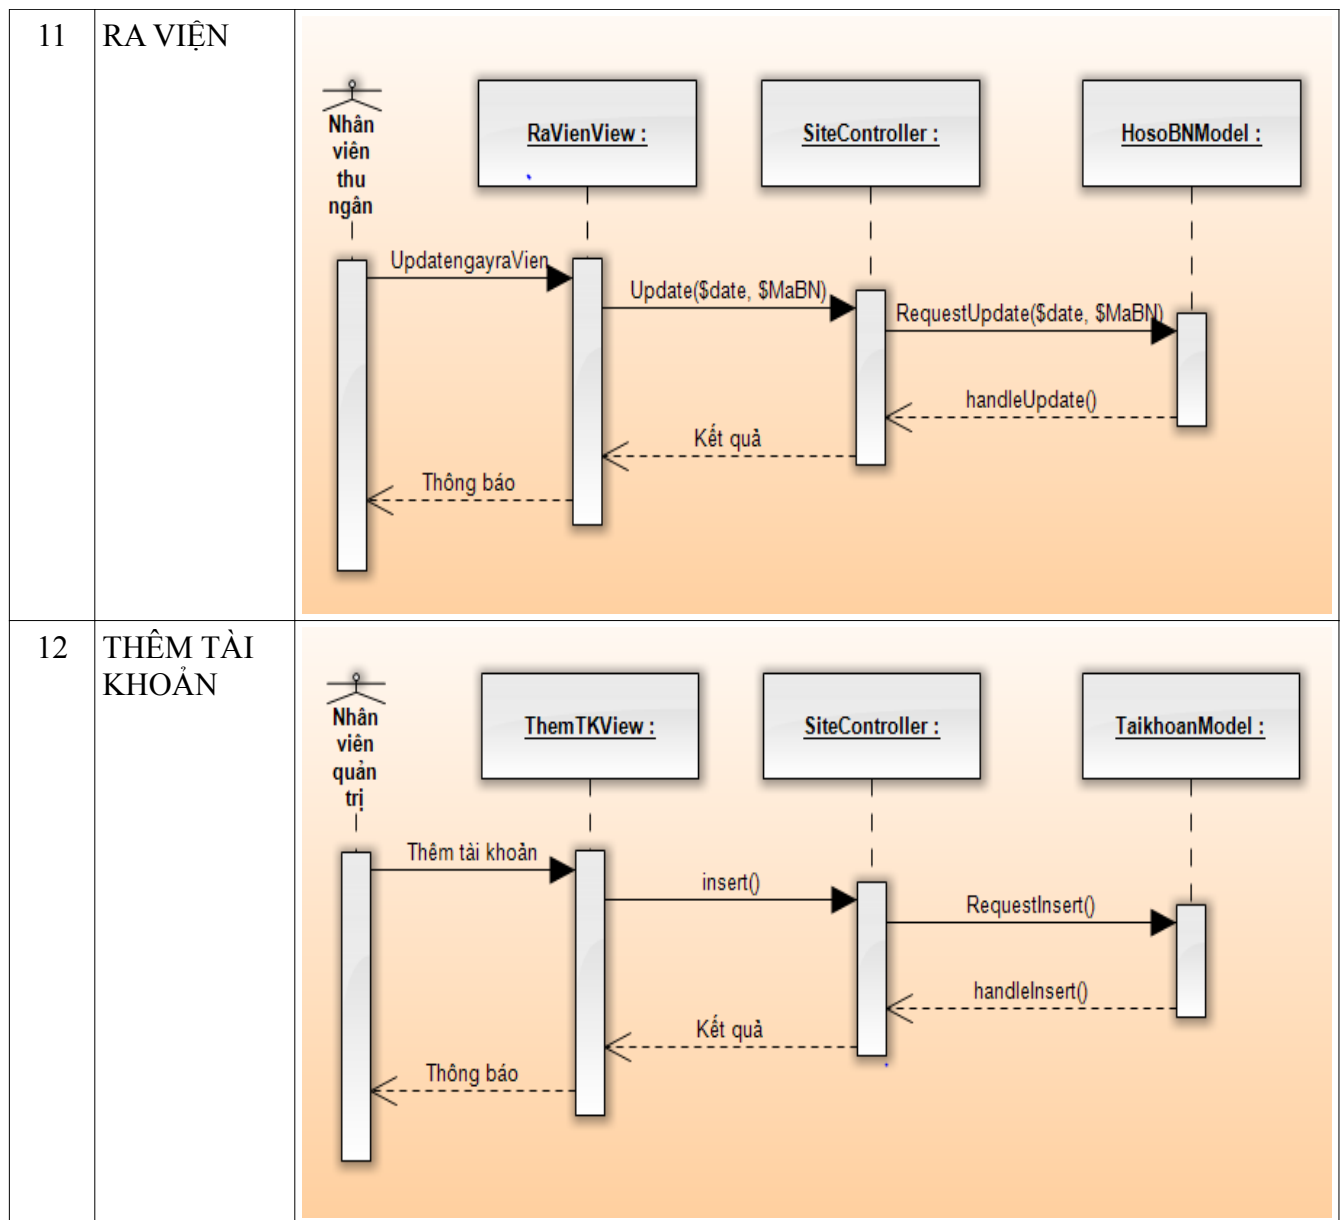 11
RA VIỆN
Nhân
viên
thu
ngân
RaVienView :
SiteController :
HosoBNModel :
UpdatengayraVien
Update($date, $MaBN)
RequestUpdate($date, $MaBN)
handleUpdate()
Kết quả
Thông báo
12
THÊM TÀI
KHOẢN
Nhân
viên
quản
trị
ThemTKView :
SiteController :
TaikhoanModel :
Thêm tài khoản
insert()
RequestInsert()
handleInsert()
Kết quả
Thông báo